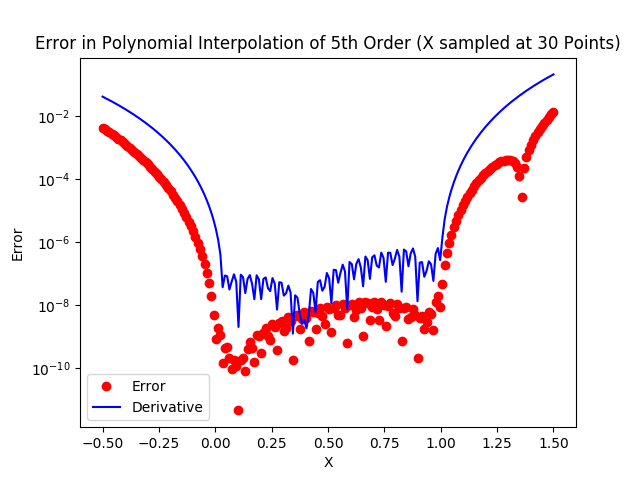 Error in Polynomial Interpolation of 5th Order (X sampled at 30 Points)
Error
10⁻²
10⁻⁴
10⁻⁶
10⁻⁸
10⁻¹⁰
Error
Derivative
−0.50 −0.25 0.00 0.25 0.50 0.75 1.00 1.25 1.50
X